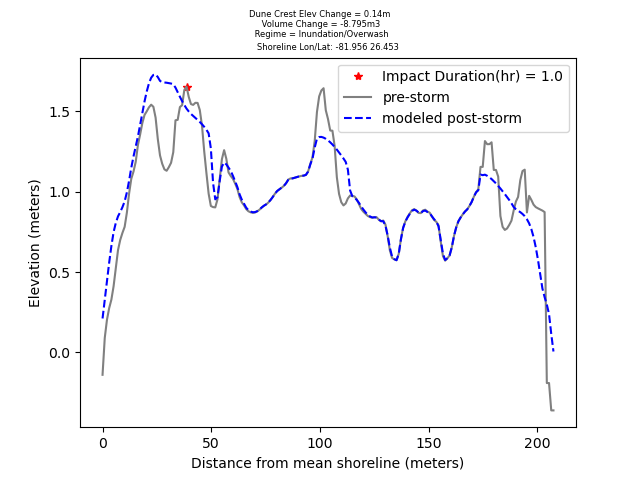 Dune Crest Elev Change = 0.14m
Volume Change = -8.795m3
Regime = Inundation/Overwash
Shoreline Lon/Lat: -81.956 26.453
Impact Duration(hr) = 1.0
pre-storm
modeled post-storm
Elevation (meters)
1.5
1.0
0.5
0.0
0 50 100 150 200
Distance from mean shoreline (meters)